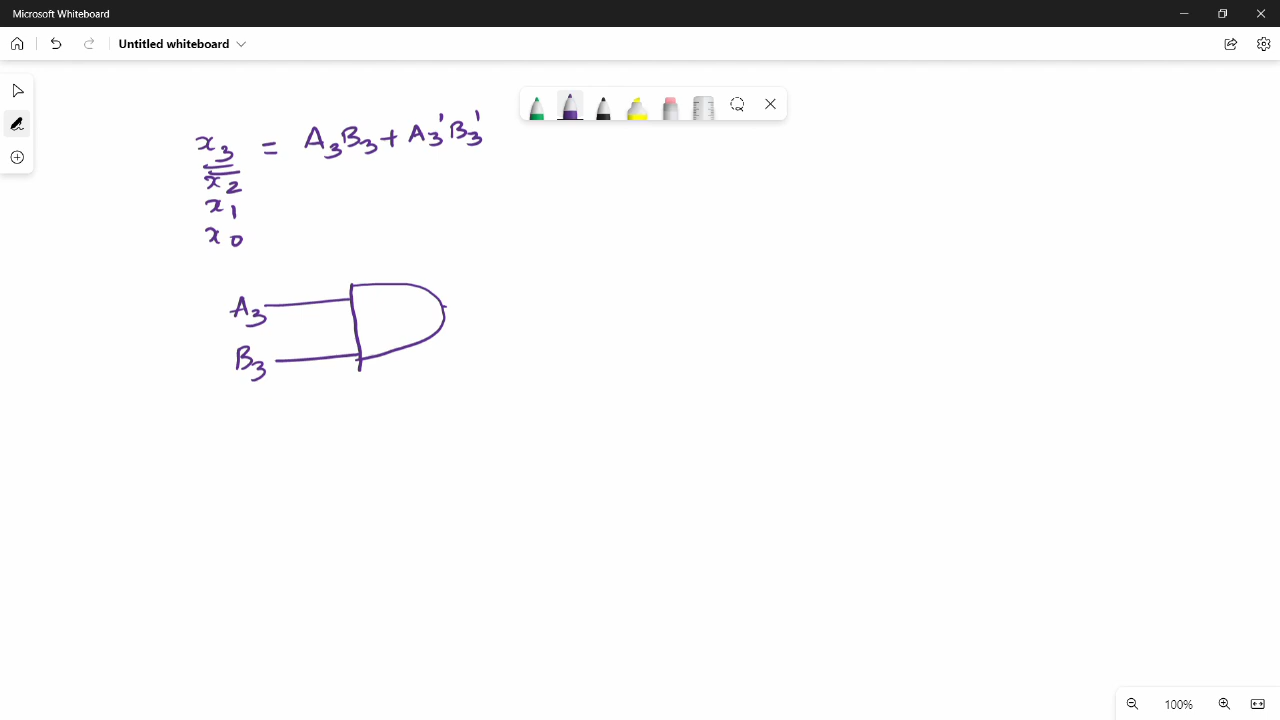 Microsoft Whiteboard
Untitled whiteboard
x3 = A3B3 + A3'B3'
x2
x1
x0
A3
B3
100%